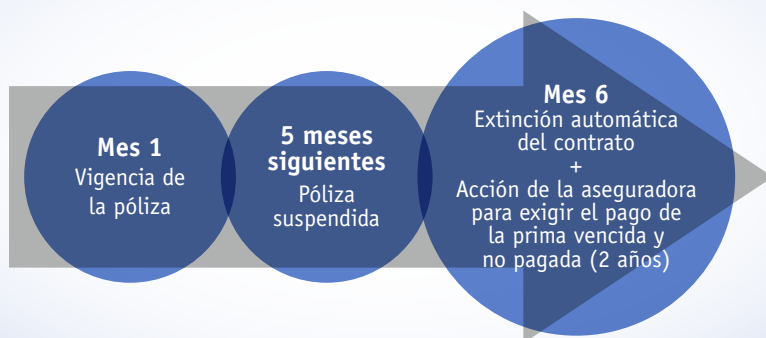 Mes 1
Vigencia de
la póliza
5 meses
siguientes
Póliza
suspendida
Mes 6
Extinción automática
del contrato
+
Acción de la aseguradora
para exigir el pago de
la prima vencida y
no pagada (2 años)